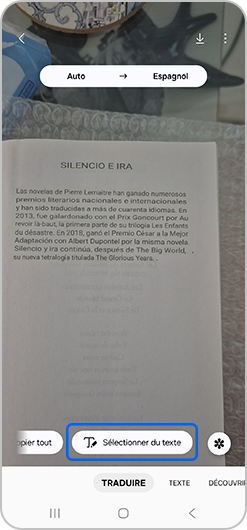 Auto → Espagnol
SILENCIO E IRA
Las novelas de Pierre Lemaitre han ganado numerosos
premios literarios nacionales e internacionales
y han sido traducidas a más de cuarenta idiomas. En
2013, fue galardonado con el Prix Goncourt por Au
revoir là-baut, la primera parte de su trilogía Les Enfants
du désastre. En 2018, ganó el Premio César a la Mejor
Adaptación con Albert Dupontel por la misma novela.
Silencio y ira continúa, después de The Big World, .
su nueva tetralogía titulada The Glorious Years. .
opier tout
Sélectionner du texte
TRADUIRE TEXTE DÉCOUVRI